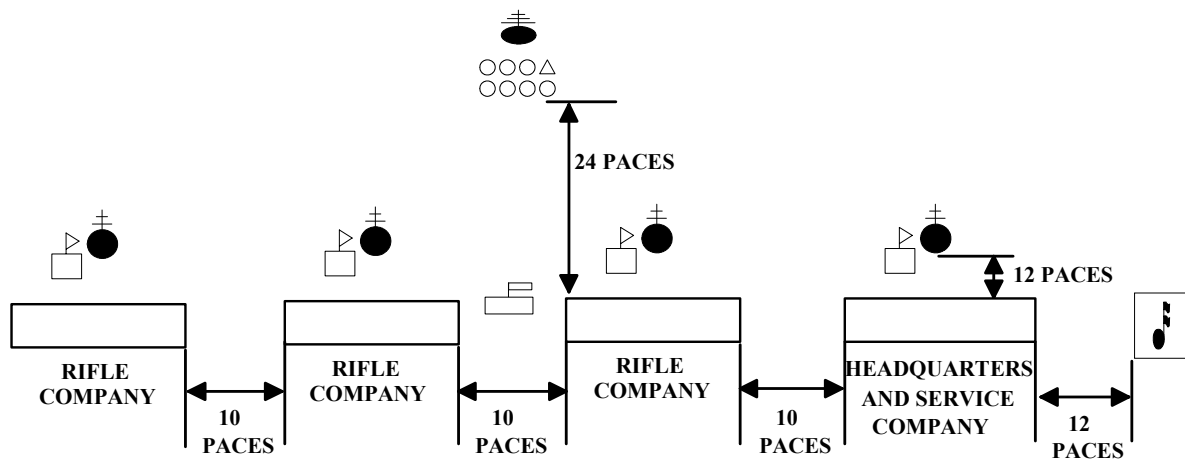 24 PACES
12 PACES
RIFLE
COMPANY
RIFLE
COMPANY
RIFLE
COMPANY
HEADQUARTERS
AND SERVICE
COMPANY
10
PACES
10
PACES
10
PACES
12
PACES